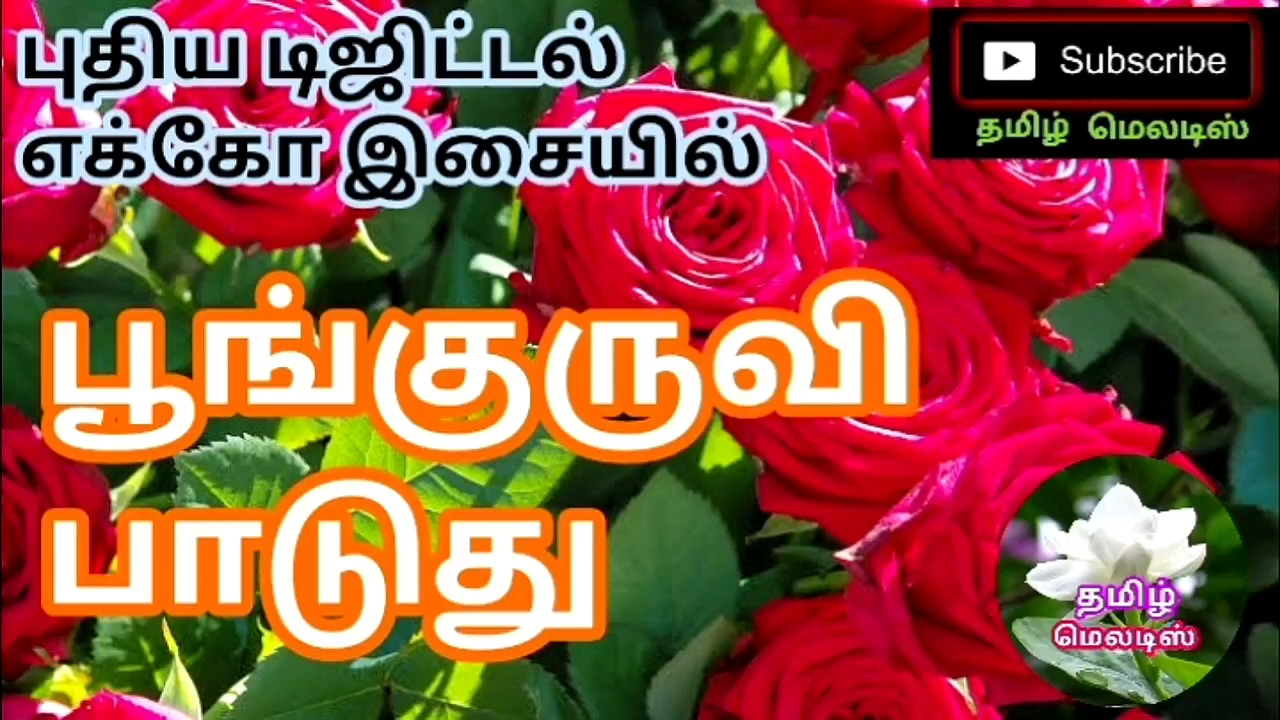 புதிய டிஜிட்டல்
எக்கோ இசையில்
Subscribe
தமிழ் மெலடிஸ்
பூங்குருவி
பாடுது
தமிழ்
மெலடிஸ்